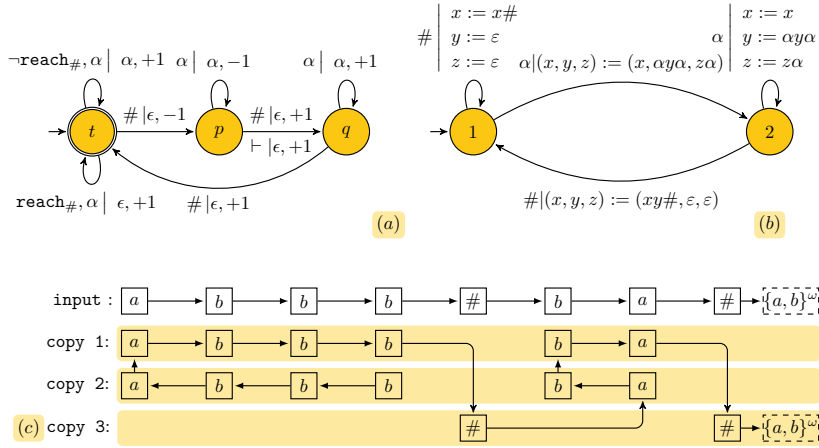 ¬reach#, α | α, +1
α | α, −1
α | α, +1
t
# | ϵ, −1
p
# | ϵ, +1
⊢ | ϵ, +1
q
reach#, α | ϵ, +1
# | ϵ, +1
(a)
# | x := x#
y := ε
z := ε
α|(x, y, z) := (x, αyα, zα)
α | x := x
y := αyα
z := zα
1
2
#|(x, y, z) := (xy#, ε, ε)
(b)
input : a b b b # b a # {a, b}^ω
copy 1: a b b b b a
copy 2: a b b b b a
(c) copy 3: # # {a, b}^ω